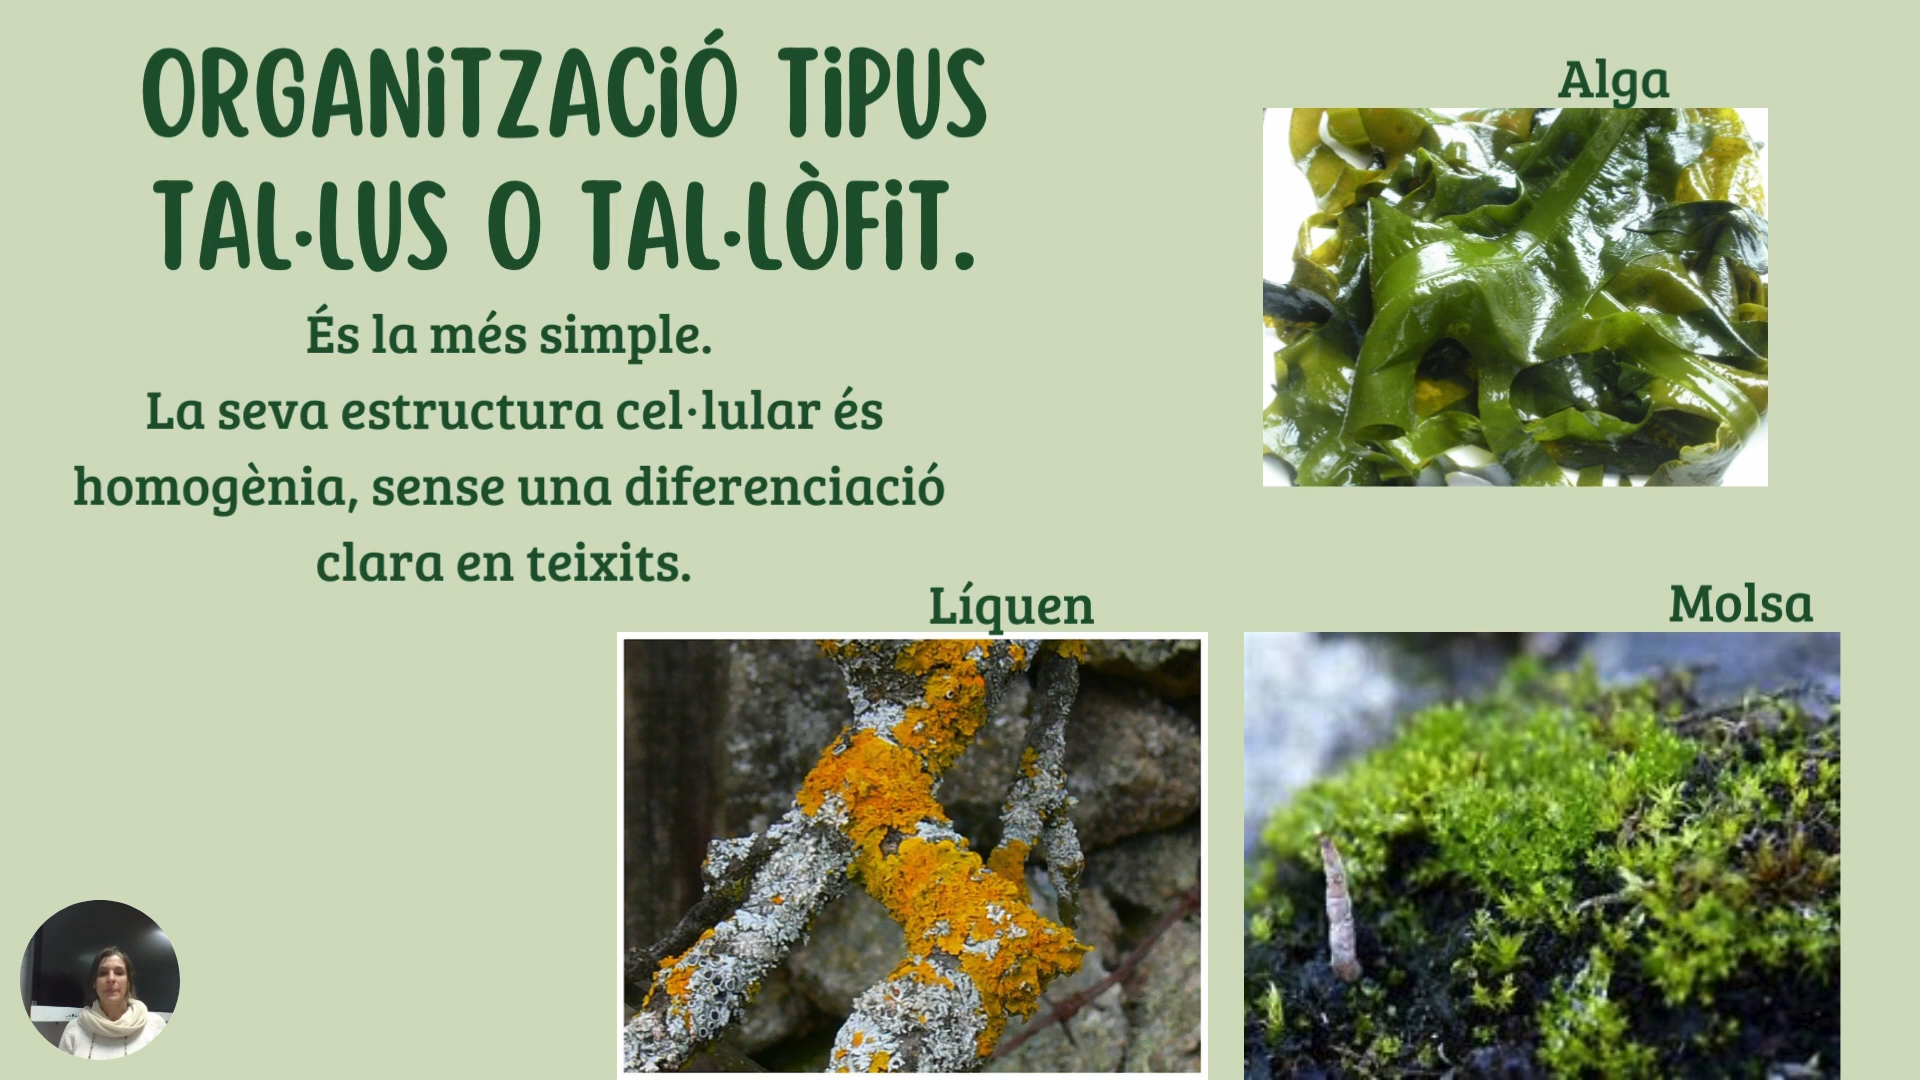 ORGANITZACIÓ TIPUS
TAL·LUS O TAL·LÒFIT.
És la més simple.
La seva estructura cel·lular és
homogènia, sense una diferenciació
clara en teixits.
Alga
Líquen
Molsa